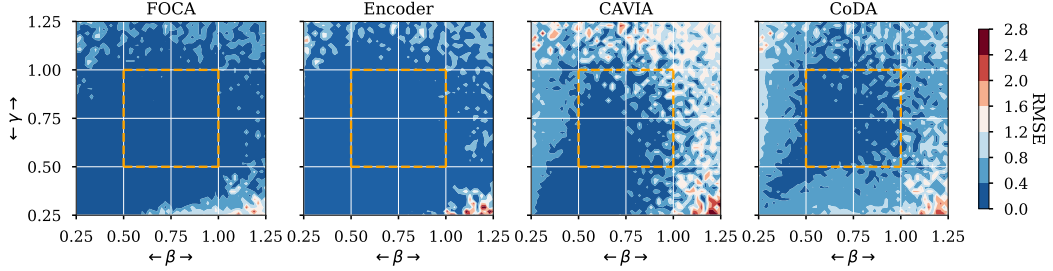 FOCA
Encoder
CAVIA
CoDA
1.25
1.00
0.75
0.50
0.25
← γ →
0.25 0.50 0.75 1.00 1.25
0.25 0.50 0.75 1.00 1.25
0.25 0.50 0.75 1.00 1.25
0.25 0.50 0.75 1.00 1.25
← β →
← β →
← β →
← β →
2.8
2.4
2.0
1.6
1.2
0.8
0.4
0.0
RMSE